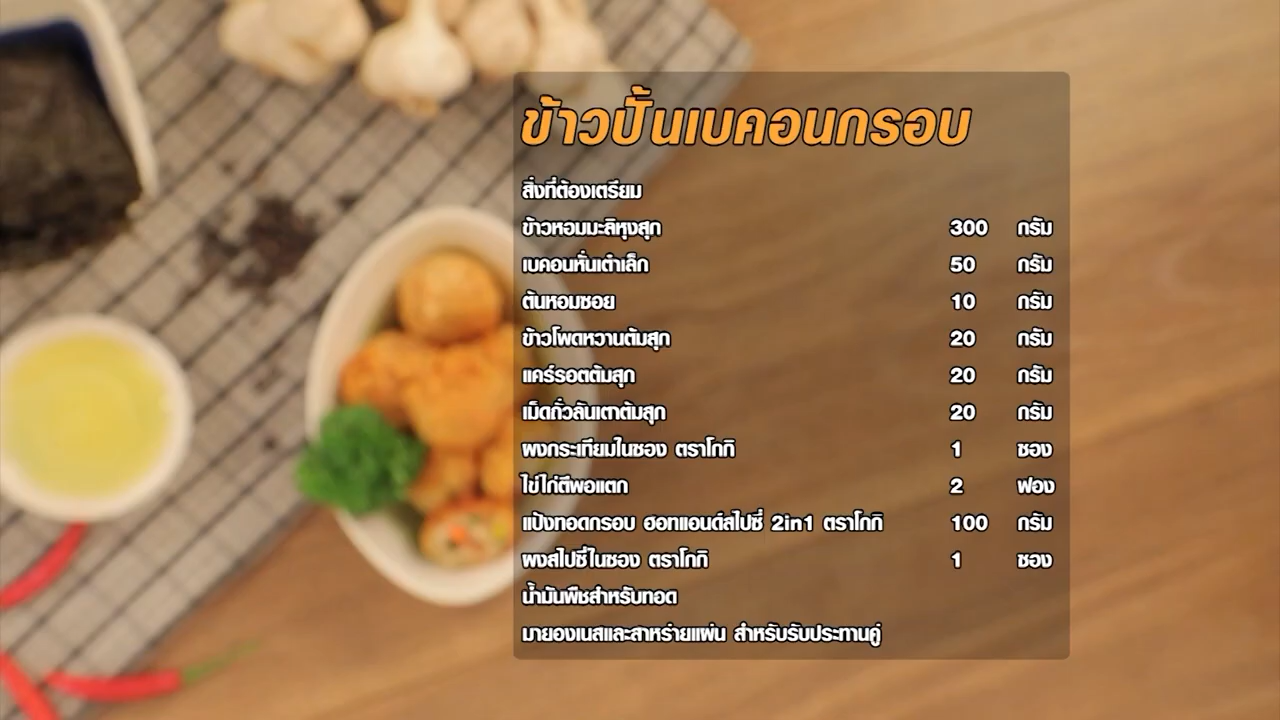 ข้าวปั้นเบคอนกรอบ
สิ่งที่ต้องเตรียม
ข้าวหอมมะลิหุงสุก 300 กรัม
เบคอนหั่นเต๋าเล็ก 50 กรัม
ต้นหอมซอย 10 กรัม
ข้าวโพดหวานต้มสุก 20 กรัม
แคร์รอตต้มสุก 20 กรัม
เม็ดถั่วลันเตาต้มสุก 20 กรัม
ผงกระเทียมในซอง ตราโกกิ 1 ซอง
ไข่ไก่ตีพอแตก 2 ฟอง
แป้งทอดกรอบ ฮอทแอนด์สไปซี่ 2in1 ตราโกกิ 100 กรัม
ผงสไปซี่ในซอง ตราโกกิ 1 ซอง
น้ำมันพืชสำหรับทอด
มายองเนสและสาหร่ายแผ่น สำหรับรับประทานคู่